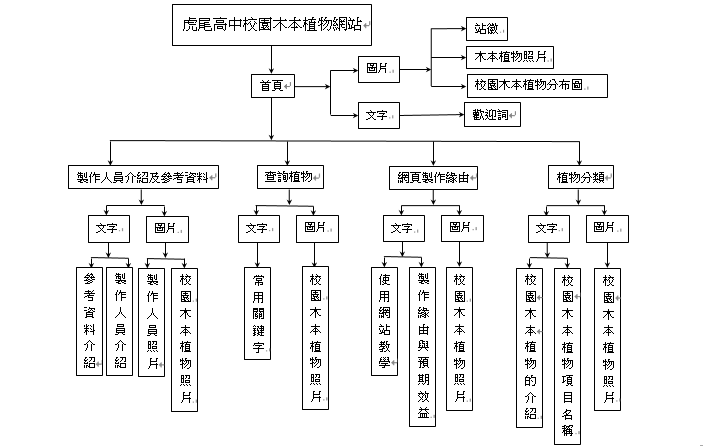 虎尾高中校園木本植物網站
站徽
圖片
木本植物照片
首頁
校園木本植物分布圖
文字
歡迎詞
製作人員介紹及參考資料
查詢植物
網頁製作緣由
植物分類
文字
圖片
文字
圖片
文字
圖片
文字
圖片
參考資料介紹
製作人員介紹
製作人員照片
校園木本植物照片
常用關鍵字
校園木本植物照片
使用網站教學
製作緣由與預期效益
校園木本植物照片
校園木本植物的介紹
校園木本植物項目名稱
校園木本植物照片